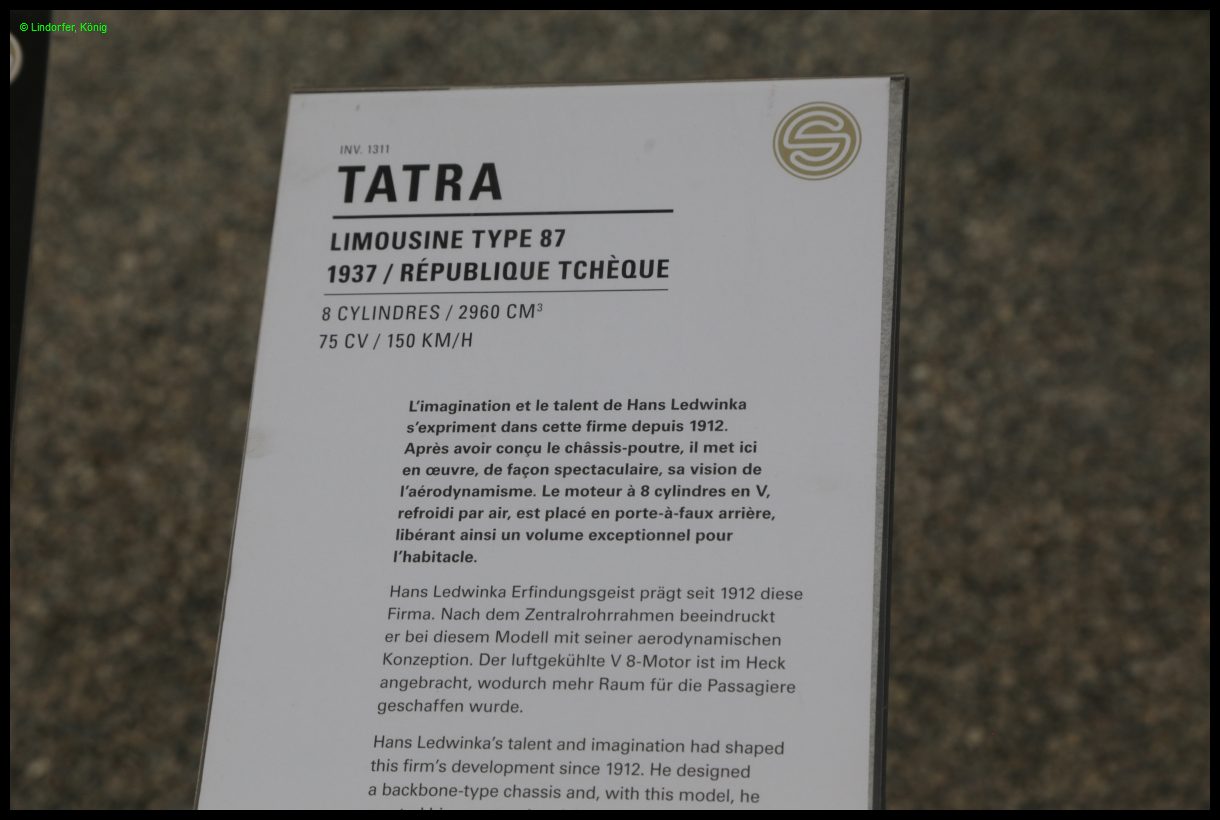 © Lindorfer, König
INV. 1311
TATRA
LIMOUSINE TYPE 87
1937 / RÉPUBLIQUE TCHÈQUE
8 CYLINDRES / 2960 CM³
75 CV / 150 KM/H
L'imagination et le talent de Hans Ledwinka
s'expriment dans cette firme depuis 1912.
Après avoir conçu le châssis-poutre, il met ici
en œuvre, de façon spectaculaire, sa vision de
l'aérodynamisme. Le moteur à 8 cylindres en V,
refroidi par air, est placé en porte-à-faux arrière,
libérant ainsi un volume exceptionnel pour
l'habitacle.
Hans Ledwinka Erfindungsgeist prägt seit 1912 diese
Firma. Nach dem Zentralrohrrahmen beeindruckt
er bei diesem Modell mit seiner aerodynamischen
Konzeption. Der luftgekühlte V 8-Motor ist im Heck
angebracht, wodurch mehr Raum für die Passagiere
geschaffen wurde.
Hans Ledwinka's talent and imagination had shaped
this firm's development since 1912. He designed
a backbone-type chassis and, with this model, he